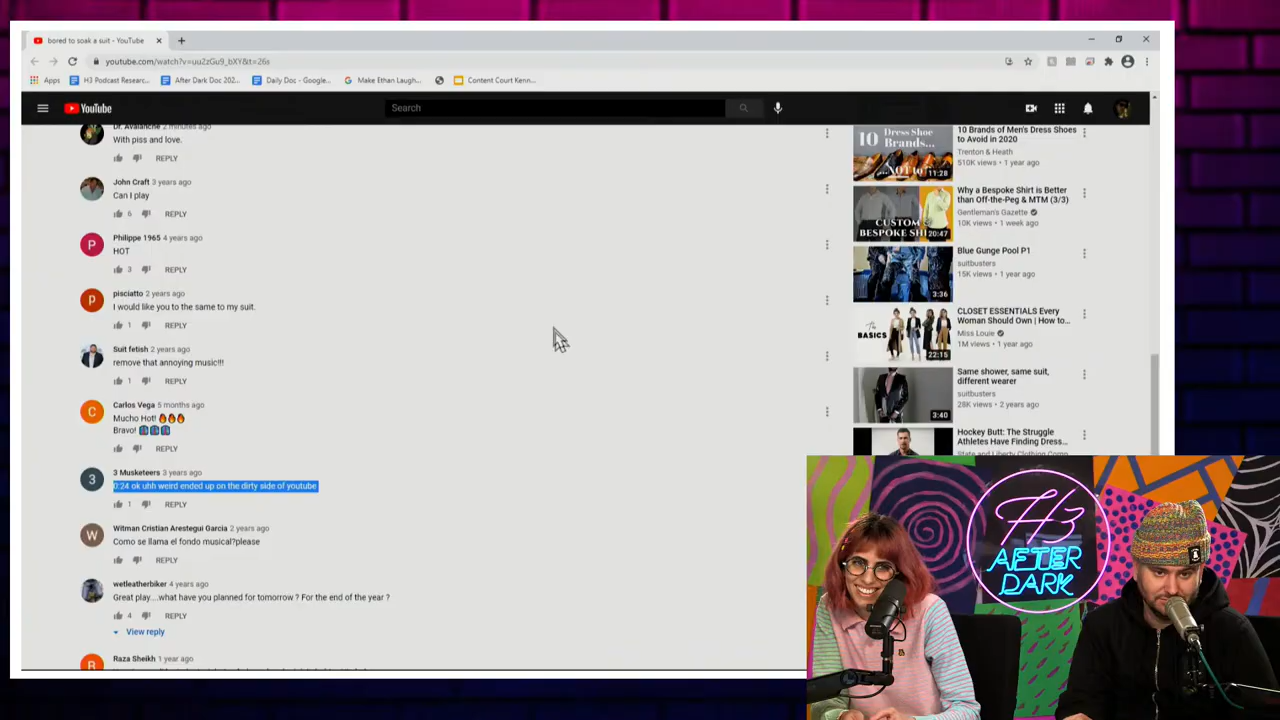 bored to soak a suit - YouTube
youtube.com/watch?v=uu2zGu9_bXY&t=26s
Apps
H3 Podcast Researc...
After Dark Doc 202...
Daily Doc - Google...
Make Ethan Laugh...
Content Court Kenn...
YouTube
Search
Dr. Avalanche 2 minutes ago
With piss and love.
REPLY
John Craft 3 years ago
Can I play
6 REPLY
Philippe 1965 4 years ago
HOT
3 REPLY
pisciatto 2 years ago
I would like you to the same to my suit.
1 REPLY
Suit fetish 2 years ago
remove that annoying music!!!
1 REPLY
Carlos Vega 5 months ago
Mucho Hot! 🔥🔥🔥
Bravo!
REPLY
3 Musketeers 3 years ago
0:24 ok uhh weird ended up on the dirty side of youtube
1 REPLY
Witman Cristian Arestegui Garcia 2 years ago
Como se llama el fondo musical?please
REPLY
wetleatherbiker 4 years ago
Great play....what have you planned for tomorrow ? For the end of the year ?
4 REPLY
View reply
Raza Sheikh 1 year ago
10 Dress Shoe
Brands...
...NOT to
11:28
10 Brands of Men's Dress Shoes
to Avoid in 2020
Trenton & Heath
510K views • 1 year ago
CUSTOM
BESPOKE SHI
20:47
Why a Bespoke Shirt is Better
than Off-the-Peg & MTM (3/3)
Gentleman's Gazette
10K views • 1 week ago
3:36
Blue Gunge Pool P1
suitbusters
15K views • 1 year ago
The
BASICS
22:15
CLOSET ESSENTIALS Every
Woman Should Own | How to...
Miss Louie
1M views • 1 year ago
3:40
Same shower, same suit,
different wearer
suitbusters
28K views • 2 years ago
Hockey Butt: The Struggle
Athletes Have Finding Dress...
State and Liberty Clothing Comp
H3
AFTER
DARK